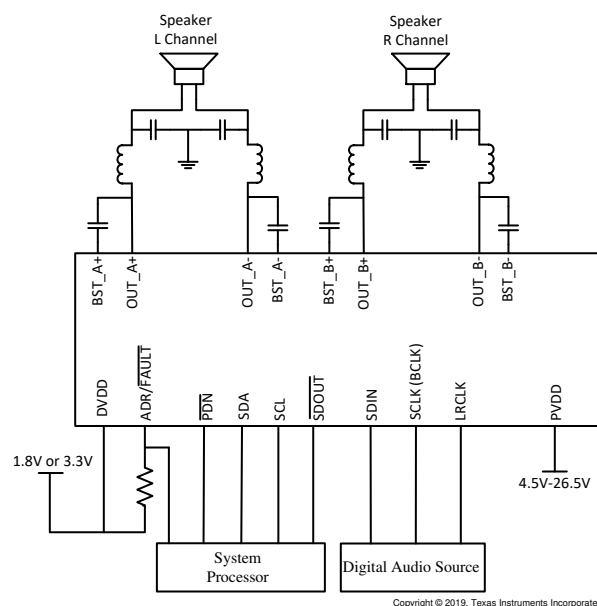 Speaker
L Channel
Speaker
R Channel
BST_A+
OUT_A+
OUT_A-
BST_A-
BST_B+
OUT_B+
OUT_B-
BST_B-
DVDD
ADR/FAULT
PDN
SDA
SCL
SDOUT
SDIN
SCLK (BCLK)
LRCLK
PVDD
1.8V or 3.3V
4.5V-26.5V
System
Processor
Digital Audio Source
Copyright © 2019, Texas Instruments Incorporate